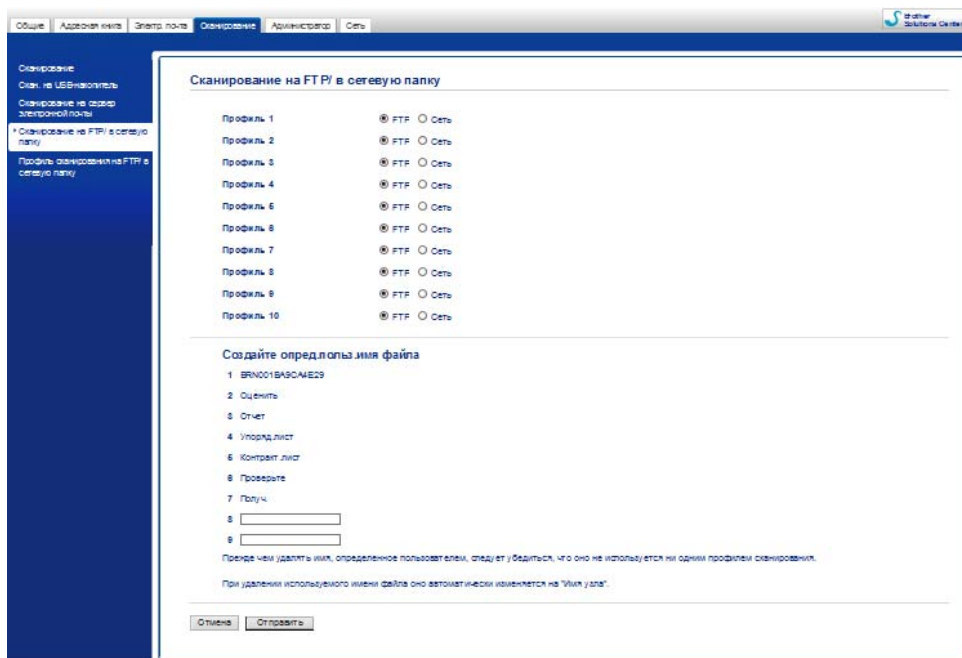 Общие Адресная книга Электр. почта Сканирование Администратор Сеть
Brother
Solutions Center
Сканирование
Скан. на USB-накопитель
Сканирование на сервер
электронной почты
Сканирование на FTP/ в сетевую
папку
Профиль сканирования на FTP/ в
сетевую папку
Сканирование на FTP/ в сетевую папку
Профиль 1 FTP Сеть
Профиль 2 FTP Сеть
Профиль 3 FTP Сеть
Профиль 4 FTP Сеть
Профиль 5 FTP Сеть
Профиль 6 FTP Сеть
Профиль 7 FTP Сеть
Профиль 8 FTP Сеть
Профиль 9 FTP Сеть
Профиль 10 FTP Сеть
Создайте опред.польз.имя файла
1 BRN001BA9CA4E29
2 Оценить
3 Отчет
4 Упоряд.лист
5 Контракт.лист
6 Проверьте
7 Получ.
8
9
Прежде чем удалять имя, определенное пользователем, следует убедиться, что оно не используется ни одним профилем сканирования.
При удалении используемого имени файла оно автоматически изменяется на "Имя узла".
Отмена Отправить